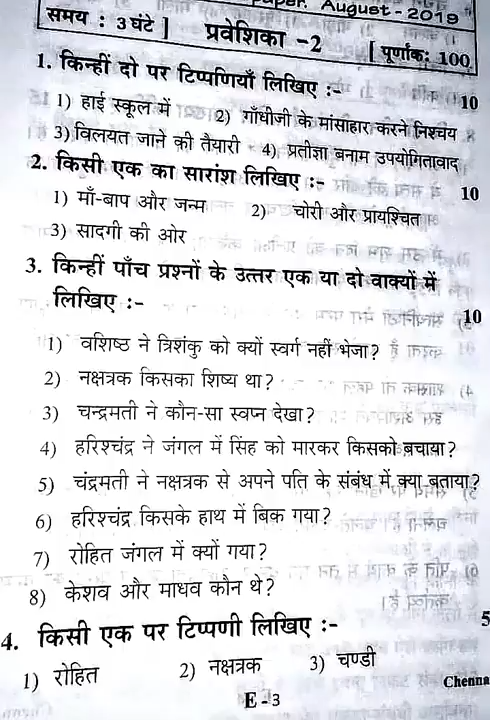 Paper. August - 2019
समय : 3 घंटे ] प्रवेशिका -2 [ पूर्णांक: 100
1. किन्हीं दो पर टिप्पणियाँ लिखिए :- 10
1) हाई स्कूल में 2) गाँधीजी के मांसाहार करने निश्चय
3) विलयत जाने की तैयारी 4) प्रतीज्ञा बनाम उपयोगितावाद
2. किसी एक का सारांश लिखिए :- 10
1) माँ-बाप और जन्म 2) चोरी और प्रायश्चित
3) सादगी की ओर
3. किन्हीं पाँच प्रश्नों के उत्तर एक या दो वाक्यों में
लिखिए :- 10
1) वशिष्ठ ने त्रिशंकु को क्यों स्वर्ग नहीं भेजा?
2) नक्षत्रक किसका शिष्य था?
3) चन्द्रमती ने कौन-सा स्वप्न देखा?
4) हरिश्चंद्र ने जंगल में सिंह को मारकर किसको बचाया?
5) चंद्रमती ने नक्षत्रक से अपने पति के संबंध में क्या बताया?
6) हरिश्चंद्र किसके हाथ में बिक गया?
7) रोहित जंगल में क्यों गया?
8) केशव और माधव कौन थे?
4. किसी एक पर टिप्पणी लिखिए :- 5
1) रोहित 2) नक्षत्रक 3) चण्डी
Chenna
E - 3